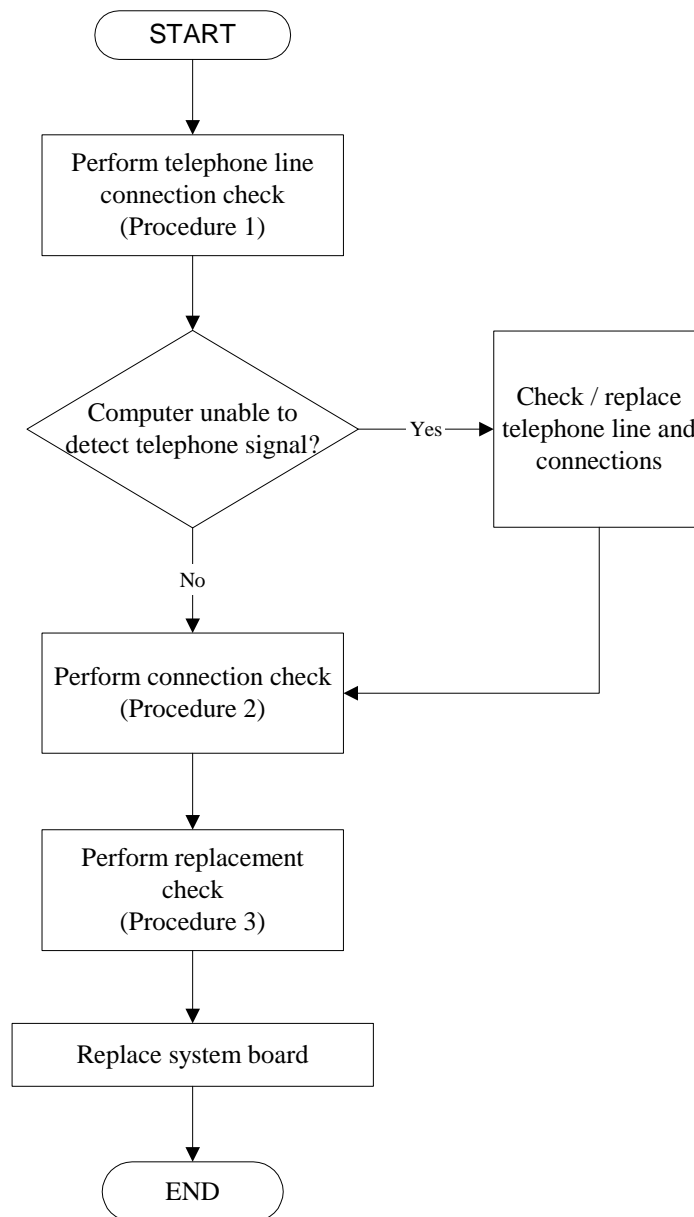 START
Perform telephone line
connection check
(Procedure 1)
Computer unable to
detect telephone signal?
Yes
Check / replace
telephone line and
connections
No
Perform connection check
(Procedure 2)
Perform replacement
check
(Procedure 3)
Replace system board
END